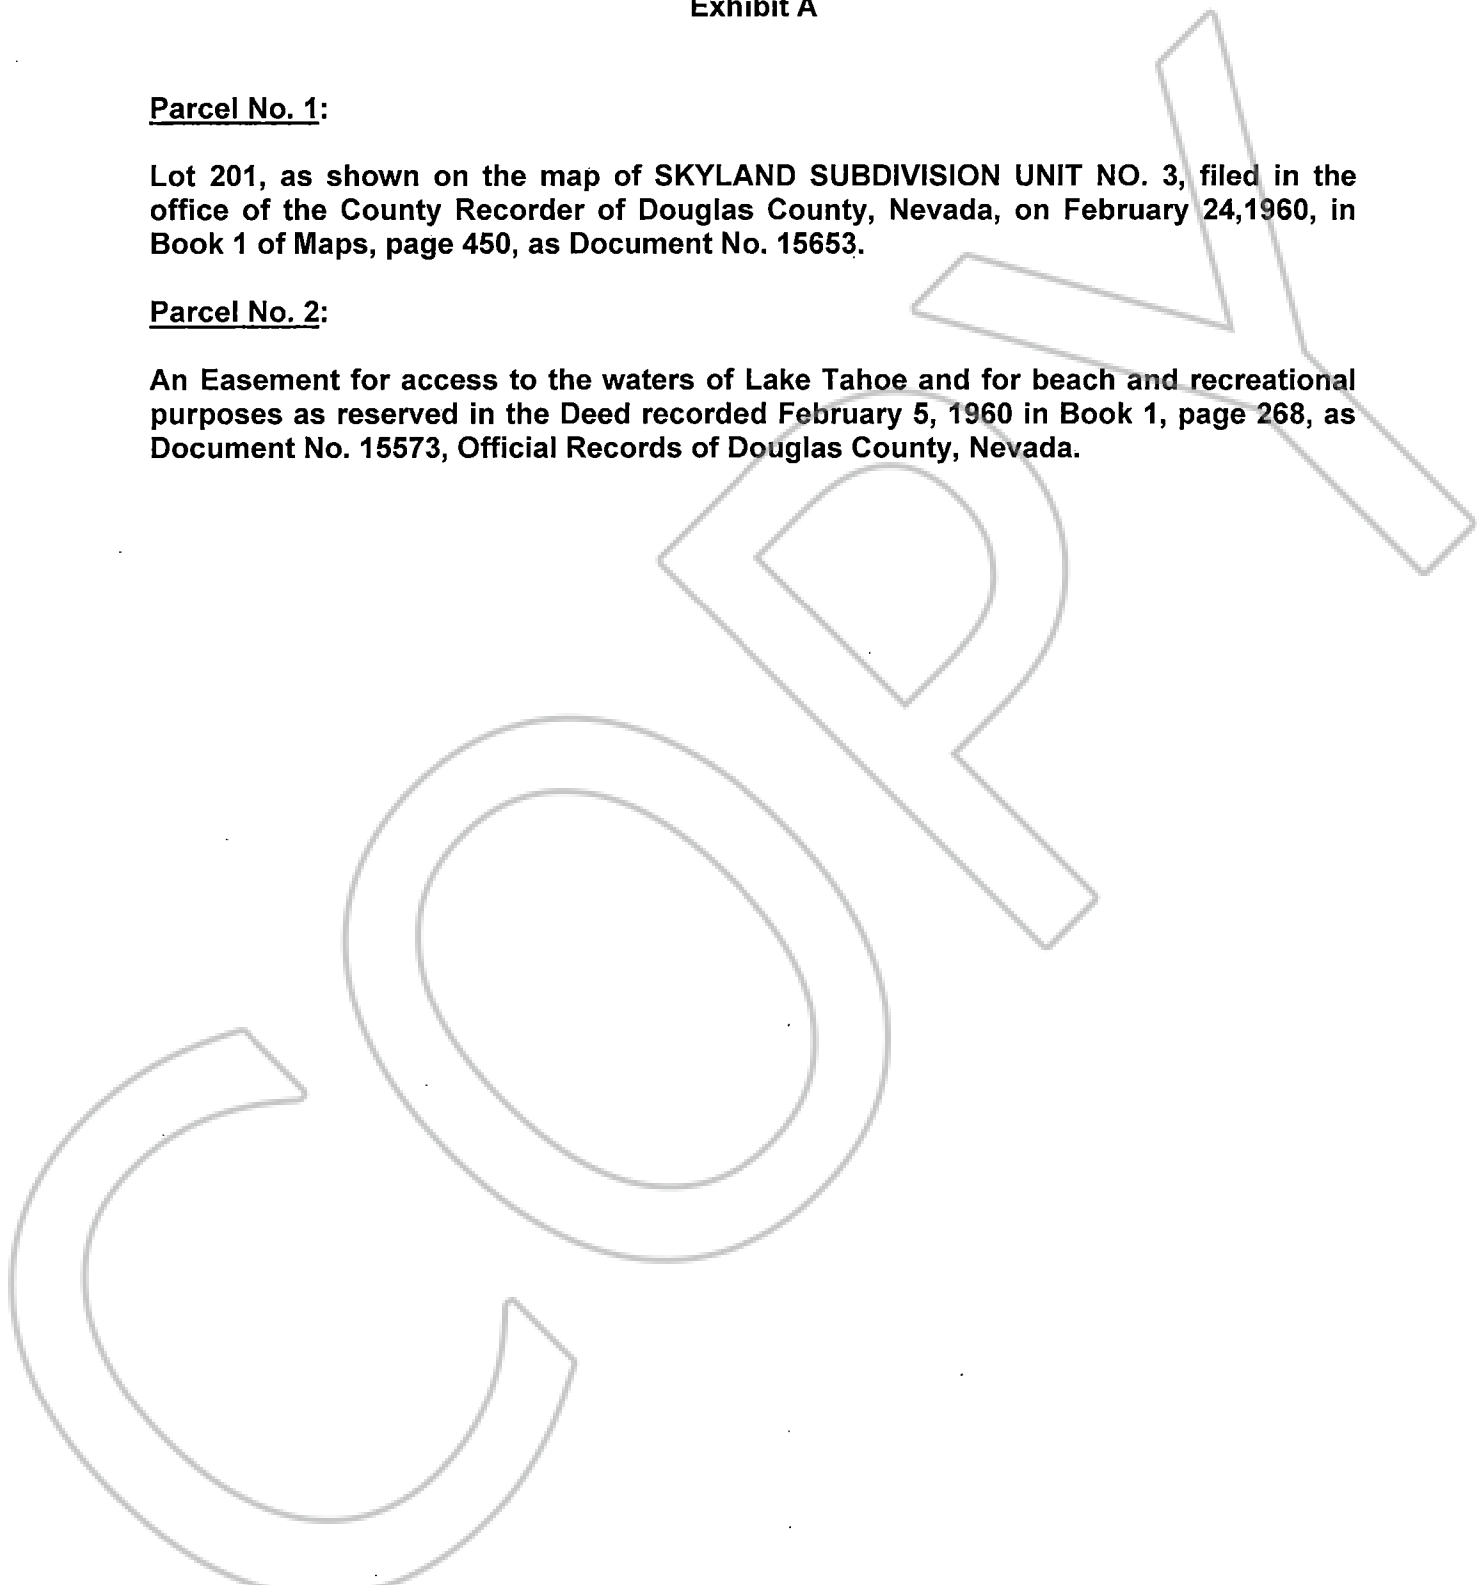 Exhibit A
Parcel No. 1:
Lot 201, as shown on the map of SKYLAND SUBDIVISION UNIT NO. 3, filed in the
office of the County Recorder of Douglas County, Nevada, on February 24,1960, in
Book 1 of Maps, page 450, as Document No. 15653.
Parcel No. 2:
An Easement for access to the waters of Lake Tahoe and for beach and recreational
purposes as reserved in the Deed recorded February 5, 1960 in Book 1, page 268, as
Document No. 15573, Official Records of Douglas County, Nevada.
COPY